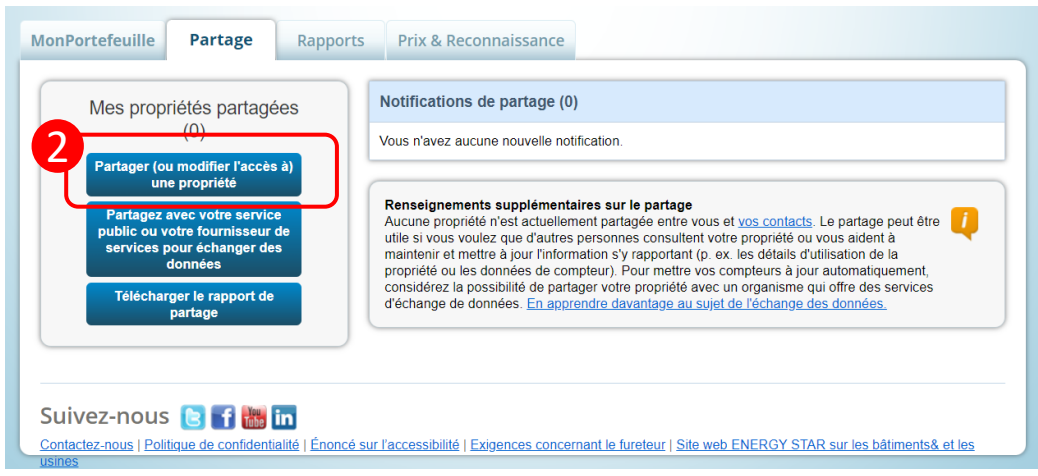 MonPortefeuille Partage Rapports Prix & Reconnaissance
Mes propriétés partagées
(0)
2
Partager (ou modifier l'accès à)
une propriété
Partagez avec votre service
public ou votre fournisseur de
services pour échanger des
données
Télécharger le rapport de
partage
Notifications de partage (0)
Vous n'avez aucune nouvelle notification.
Renseignements supplémentaires sur le partage
Aucune propriété n'est actuellement partagée entre vous et vos contacts. Le partage peut être
utile si vous voulez que d'autres personnes consultent votre propriété ou vous aident à
maintenir et mettre à jour l'information s'y rapportant (p. ex. les détails d'utilisation de la
propriété ou les données de compteur). Pour mettre vos compteurs à jour automatiquement,
considérez la possibilité de partager votre propriété avec un organisme qui offre des services
d'échange de données. En apprendre davantage au sujet de l'échange des données.
i
Suivez-nous t f You Tube in
Contactez-nous | Politique de confidentialité | Énoncé sur l'accessibilité | Exigences concernant le fureteur | Site web ENERGY STAR sur les bâtiments& et les
usines